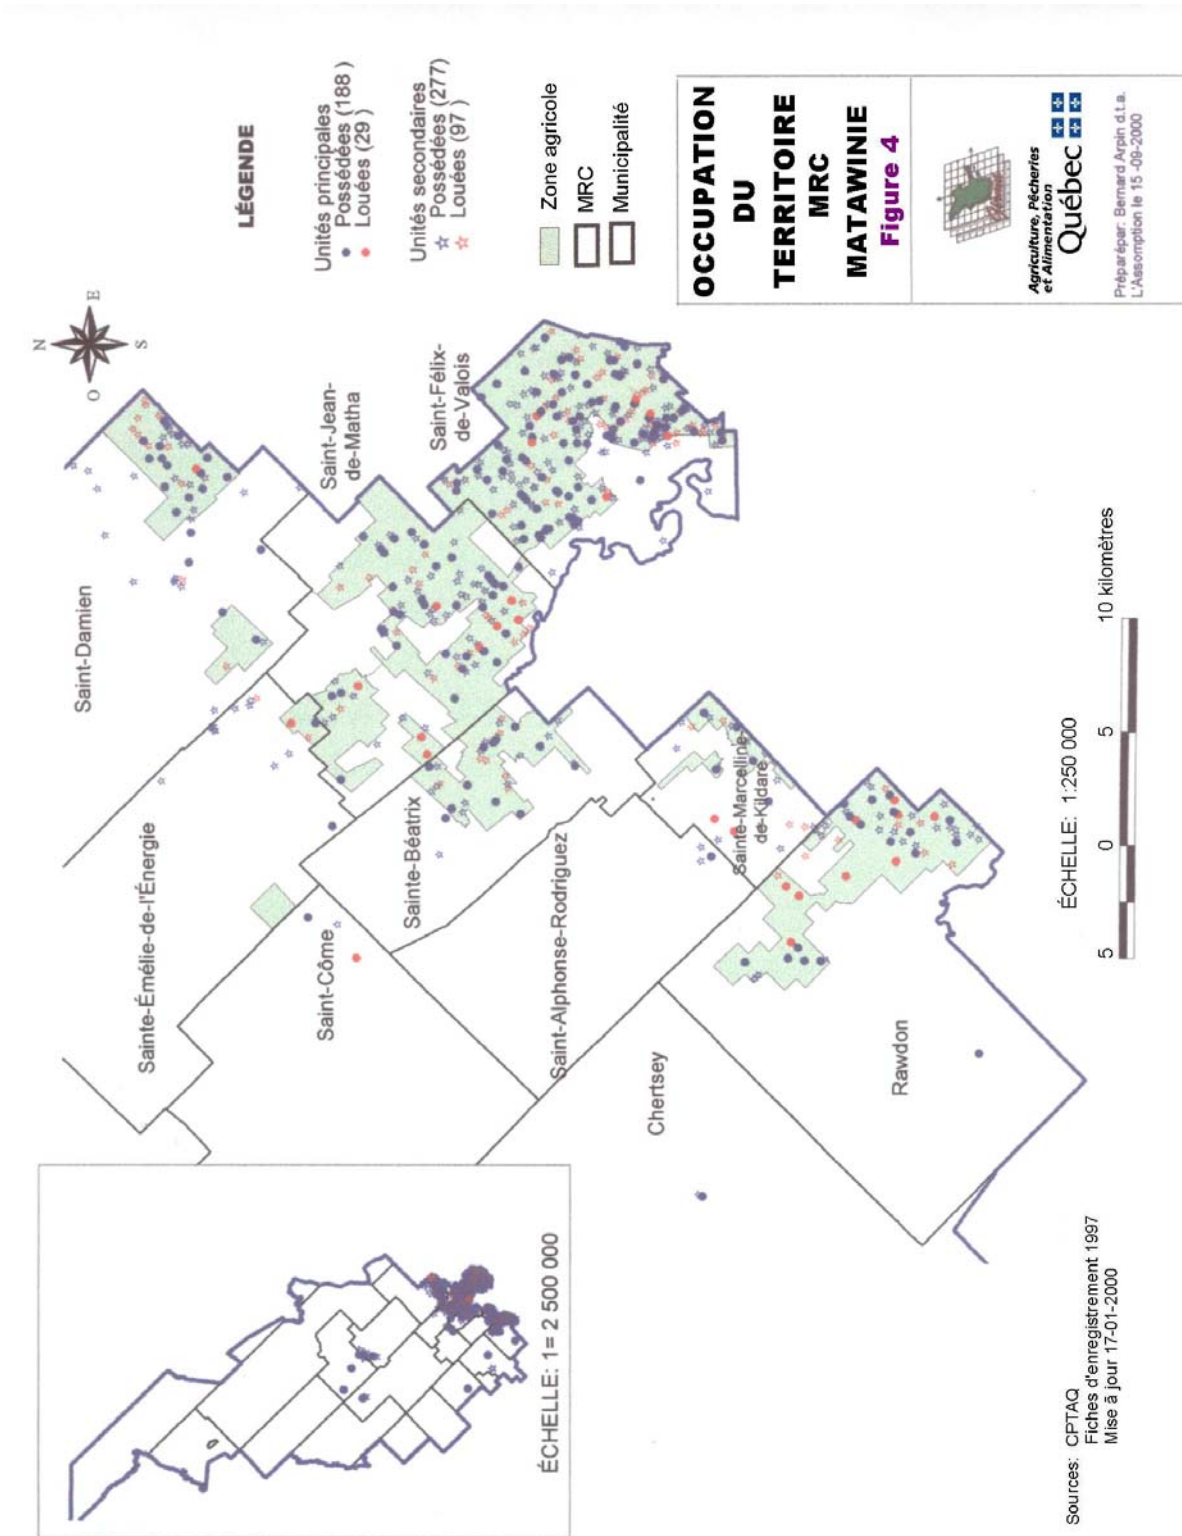 N
O
E
S
LÉGENDE
Unités principales
Possédées (188 )
Louées (29 )
Unités secondaires
Possédées (277)
Louées (97 )
Zone agricole
MRC
Municipalité
OCCUPATION
DU
TERRITOIRE
MRC
MATAWINIE
Figure 4
Agriculture, Pêcheries
et Alimentation
Québec
Préparépar: Bernard Arpin d.t.a.
L'Assomption le 15 -09-2000
Saint-Damien
Saint-Jean-
de-Matha
Saint-Félix-
de-Valois
Sainte-Émélie-de-l'Énergie
Saint-Côme
Sainte-Béatrix
Saint-Alphonse-Rodriguez
Sainte-Marcelline-
de-Kildare
Chertsey
Rawdon
ÉCHELLE: 1= 2 500 000
ÉCHELLE: 1:250 000
5
0
5
10 kilomètres
Sources: CPTAQ
Fiches d'enregistrement 1997
Mise à jour 17-01-2000